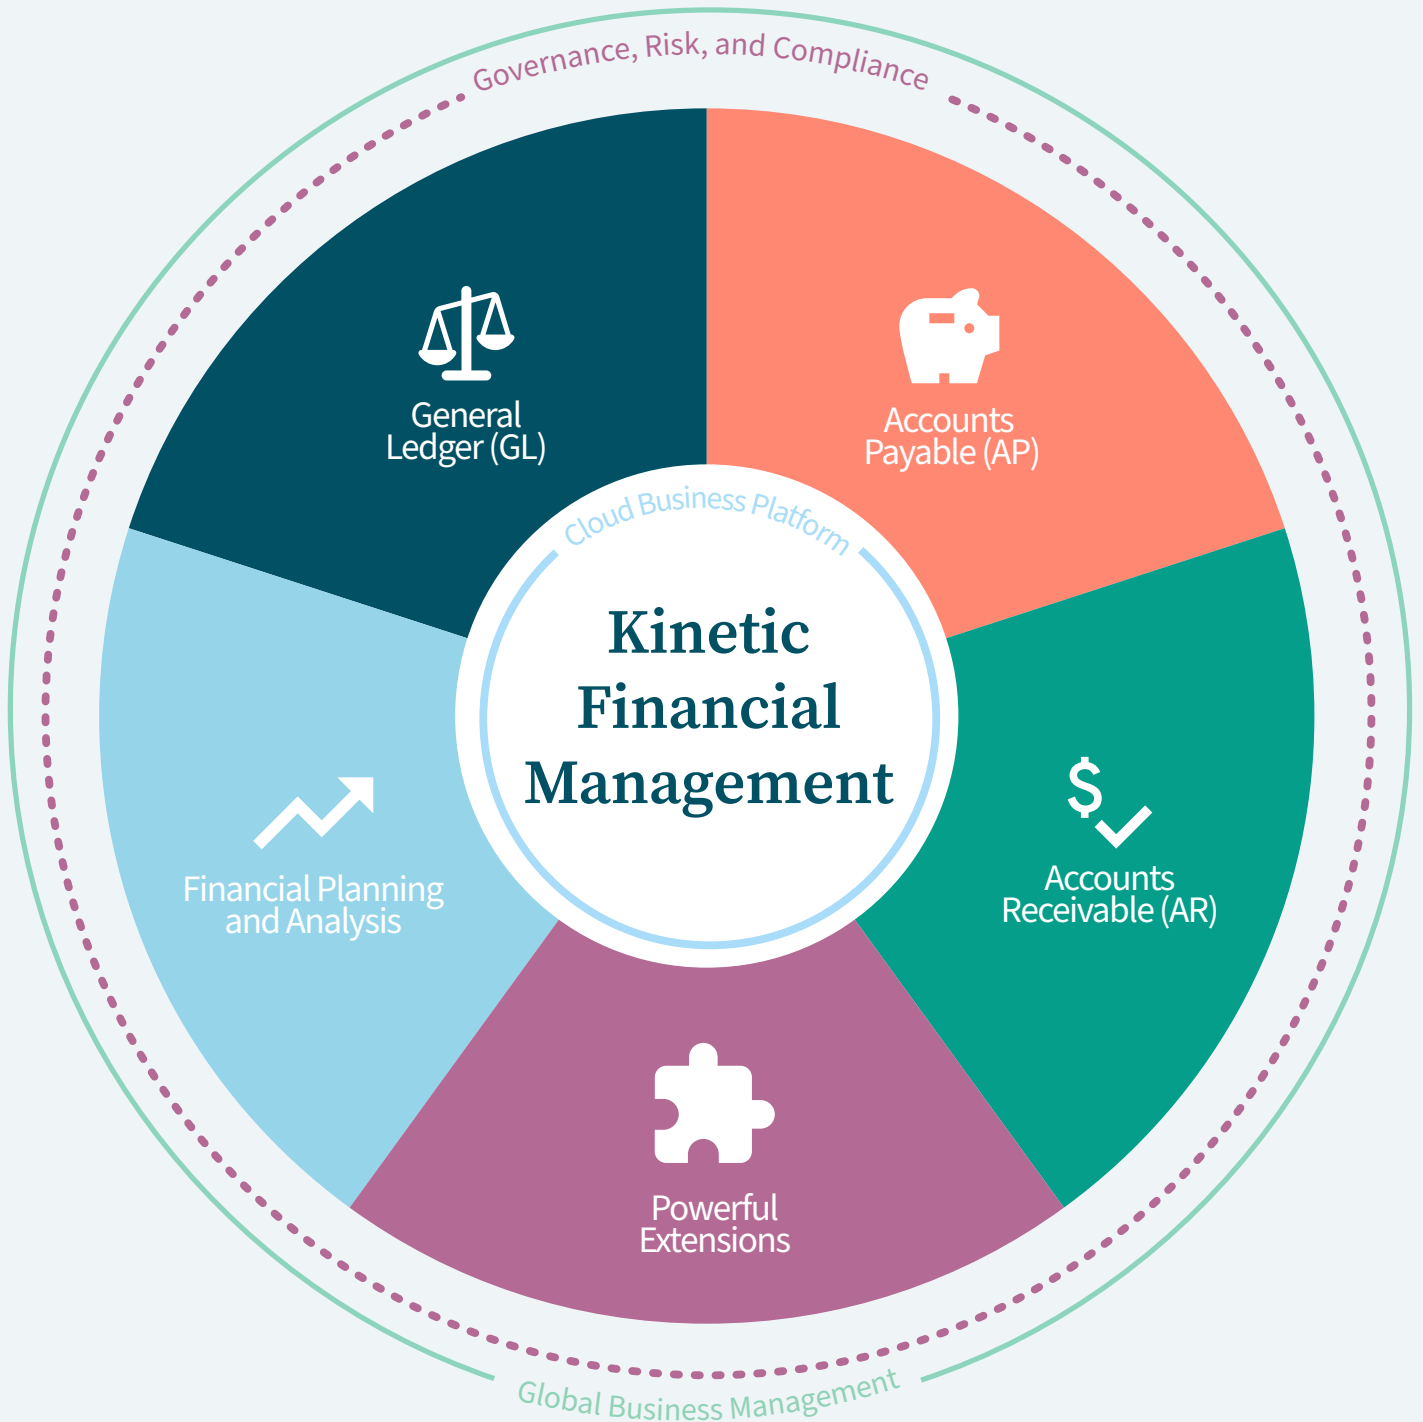 Governance, Risk, and Compliance
General
Ledger (GL)
Accounts
Payable (AP)
Cloud Business Platform
Kinetic
Financial
Management
Financial Planning
and Analysis
Accounts
Receivable (AR)
Powerful
Extensions
Global Business Management